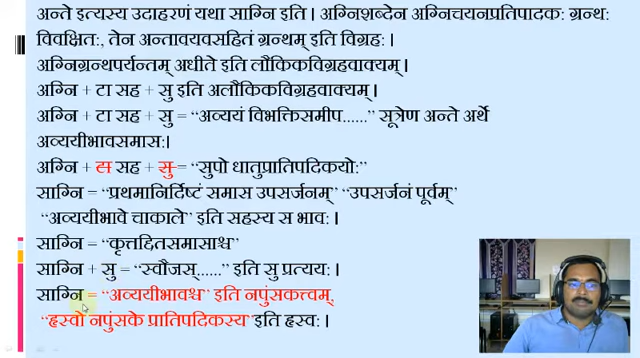 अन्ते इत्यस्य उदाहरणं यथा साग्नि इति । अग्निशब्देन अग्निचयनप्रतिपादक: ग्रन्थ:
विवक्षित:, तेन अन्तावयवसहितं ग्रन्थम् इति विग्रह: ।
अग्निग्रन्थपर्यन्तम् अधीते इति लौकिकविग्रहवाक्यम् ।
अग्नि + टा सह + सु इति अलौकिकविग्रहवाक्यम् ।
अग्नि + टा सह + सु = “अव्ययं विभक्तिसमीप......” सूत्रेण अन्ते अर्थे
अव्ययीभावसमास:।
अग्नि + टा सह + सु = “सुपो धातुप्रातिपदिकयो:”
साग्नि = “प्रथमानिर्दिष्टं समास उपसर्जनम्” “उपसर्जनं पूर्वम्”
“अव्ययीभावे चाकाले” इति सहस्य स भाव: ।
साग्नि = “कृत्तद्धितसमासाश्च”
साग्नि + सु = “स्वौजस्......” इति सु प्रत्यय: ।
साग्नि = “अव्ययीभावश्च” इति नपुंसकत्त्वम्
“हृस्वो नपुंसके प्रातिपदिकस्य” इति हृस्व: ।